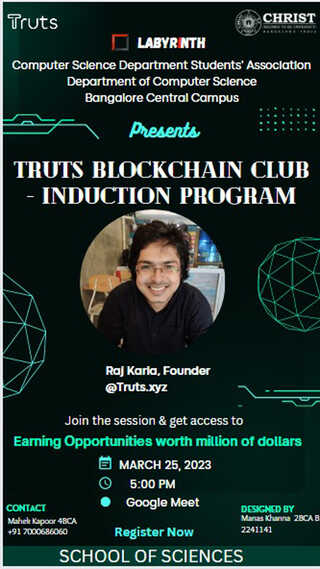 Truts
CHRIST
LABYRINTH
Computer Science Department Students' Association
Department of Computer Science
Bangalore Central Campus
Presents
TRUTS BLOCKCHAIN CLUB
- INDUCTION PROGRAM
Raj Karia, Founder
@Truts.xyz
Join the session & get access to
Earning Opportunities worth million of dollars
MARCH 25, 2023
5:00 PM
Google Meet
CONTACT
Mahek Kapoor 4BCA
+91 7000686060
DESIGNED BY
Manas Khanna 2BCA B
2241141
Register Now
SCHOOL OF SCIENCES